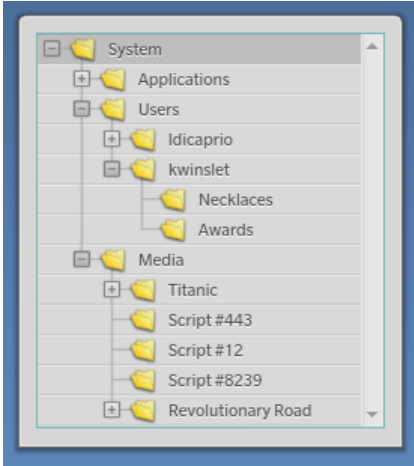 System
Applications
Users
ldicaprio
kwinslet
Necklaces
Awards
Media
Titanic
Script #443
Script #12
Script #8239
Revolutionary Road